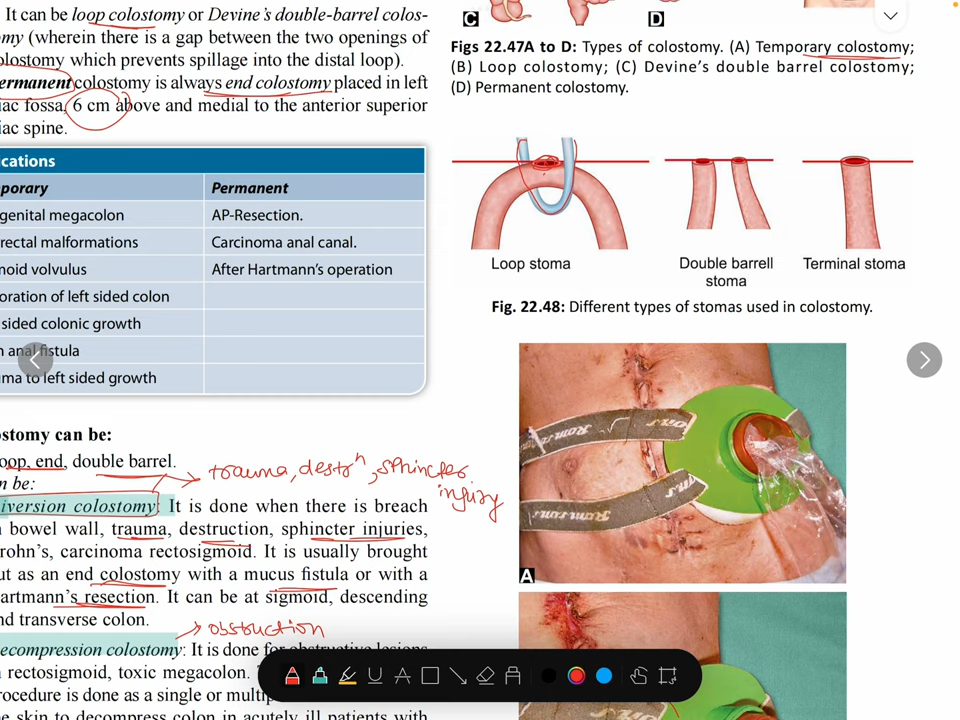 It can be loop colostomy or Devine's double-barrel colos-
my (wherein there is a gap between the two openings of
olostomy which prevents spillage into the distal loop).
ermanent colostomy is always end colostomy placed in left
iac fossa, 6 cm above and medial to the anterior superior
iac spine.
ications
porary Permanent
genital megacolon AP-Resection.
rectal malformations Carcinoma anal canal.
moid volvulus After Hartmann's operation
oration of left sided colon
sided colonic growth
n anal fistula
ma to left sided growth
ostomy can be:
oop, end, double barrel.
n be:
trauma, destrⁿ, sphincter
injury
iversion colostomy: It is done when there is breach
bowel wall, trauma, destruction, sphincter injuries,
rohn's, carcinoma rectosigmoid. It is usually brought
ut as an end colostomy with a mucus fistula or with a
artmann's resection. It can be at sigmoid, descending
nd transverse colon.
obstruction
ecompression colostomy: It is done for obstructive lesions
rectosigmoid, toxic megacolon.
rocedure is done as a single or multip
e skin to decompress colon in acutely ill patients with
C
D
Figs 22.47A to D: Types of colostomy. (A) Temporary colostomy;
(B) Loop colostomy; (C) Devine's double barrel colostomy;
(D) Permanent colostomy.
Loop stoma
Double barrell
stoma
Terminal stoma
Fig. 22.48: Different types of stomas used in colostomy.
Romsons
Romsons
A